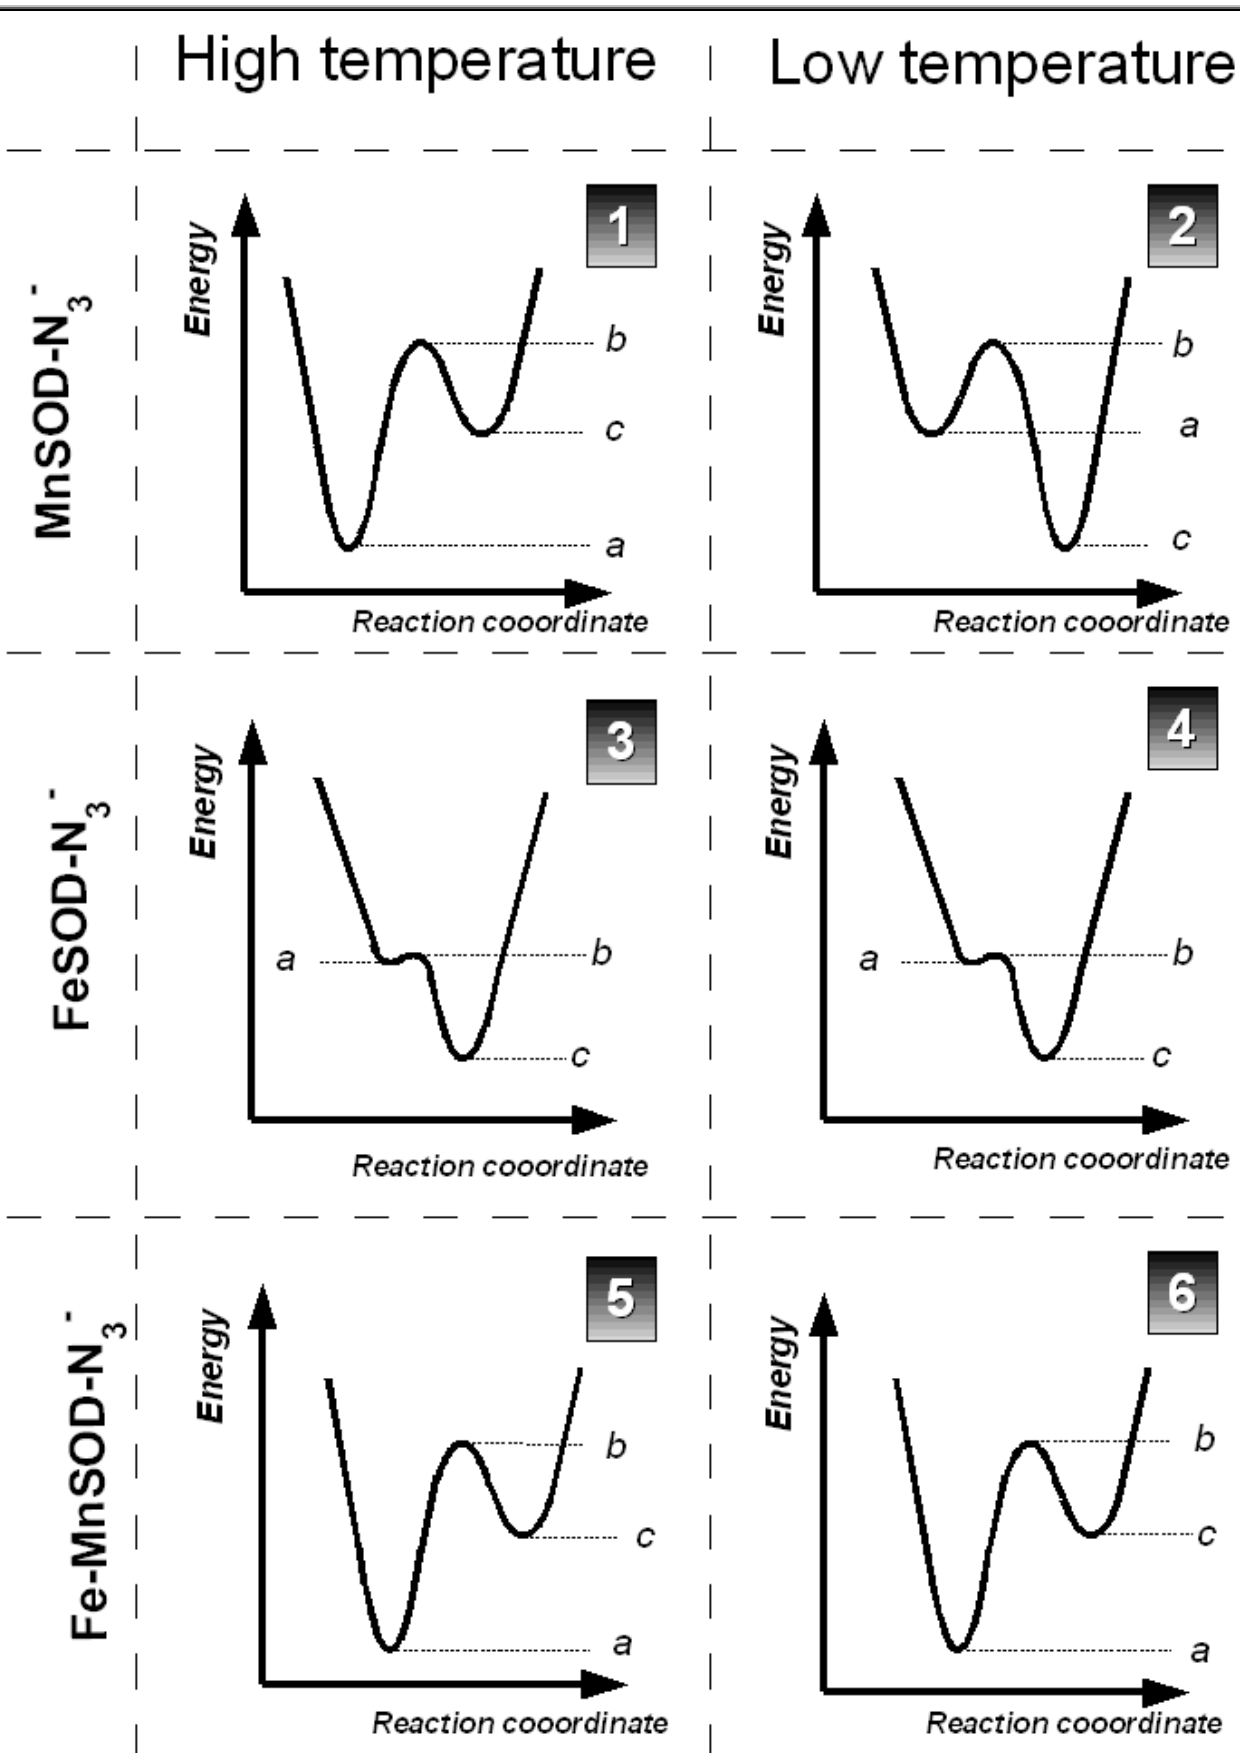 High temperature
Low temperature
MnSOD-N3-
1
Energy
b
c
a
Reaction cooordinate
2
Energy
b
a
c
Reaction cooordinate
FeSOD-N3-
3
Energy
a
b
c
Reaction cooordinate
4
Energy
a
b
c
Reaction cooordinate
Fe-MnSOD-N3-
5
Energy
b
c
a
Reaction cooordinate
6
Energy
b
c
a
Reaction cooordinate